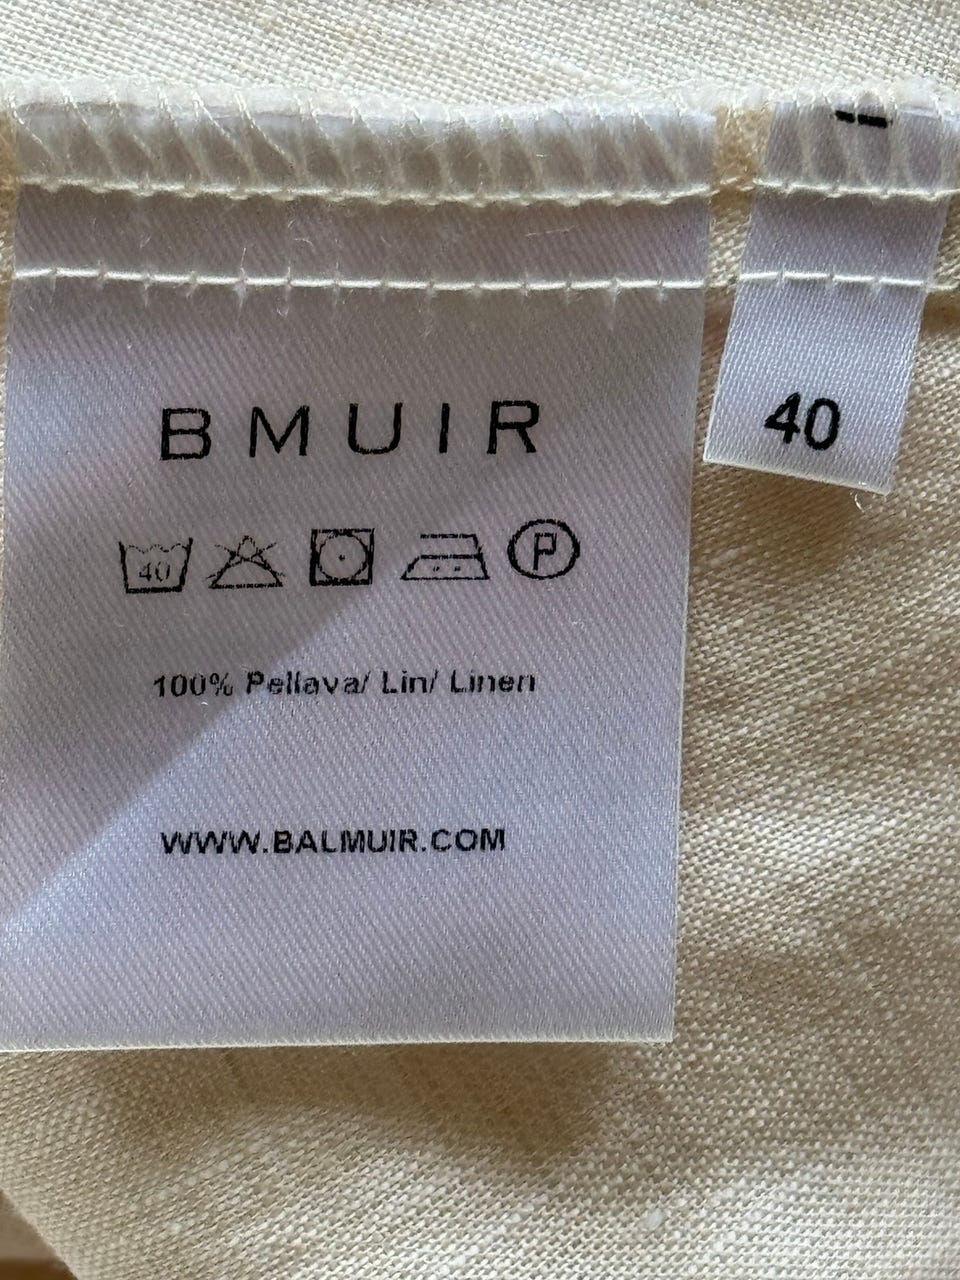 BMUIR
40
40
P
100% Pellava/ Lin/ Linen
WWW.BALMUIR.COM